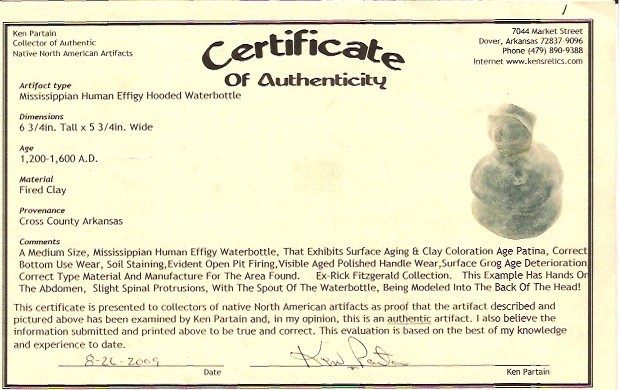 1
Ken Partain
Collector of Authentic
Native North American Artifacts
Certificate
Of Authenticity
7044 Market Street
Dover, Arkansas 72837-9096
Phone (479) 890-9388
Internet www.kensrelics.com
Artifact type
Mississippian Human Effigy Hooded Waterbottle
Dimensions
6 3/4in. Tall x 5 3/4in. Wide
Age
1,200-1,600 A.D.
Material
Fired Clay
Provenance
Cross County Arkansas
Comments
A Medium Size, Mississippian Human Effigy Waterbottle, That Exhibits Surface Aging & Clay Coloration Age Patina, Correct
Bottom Use Wear, Soil Staining,Evident Open Pit Firing,Visible Aged Polished Handle Wear,Surface Grog Age Deterioration,
Correct Type Material And Manufacture For The Area Found. Ex-Rick Fitzgerald Collection. This Example Has Hands On
The Abdomen, Slight Spinal Protrusions, With The Spout Of The Waterbottle, Being Modeled Into The Back Of The Head!
This certificate is presented to collectors of native North American artifacts as proof that the artifact described and
pictured above has been examined by Ken Partain and, in my opinion, this is an authentic artifact. I also believe the
information submitted and printed above to be true and correct. This evaluation is based on the best of my knowledge
and experience to date.
8-26-2009 Ken Partain
Date Ken Partain